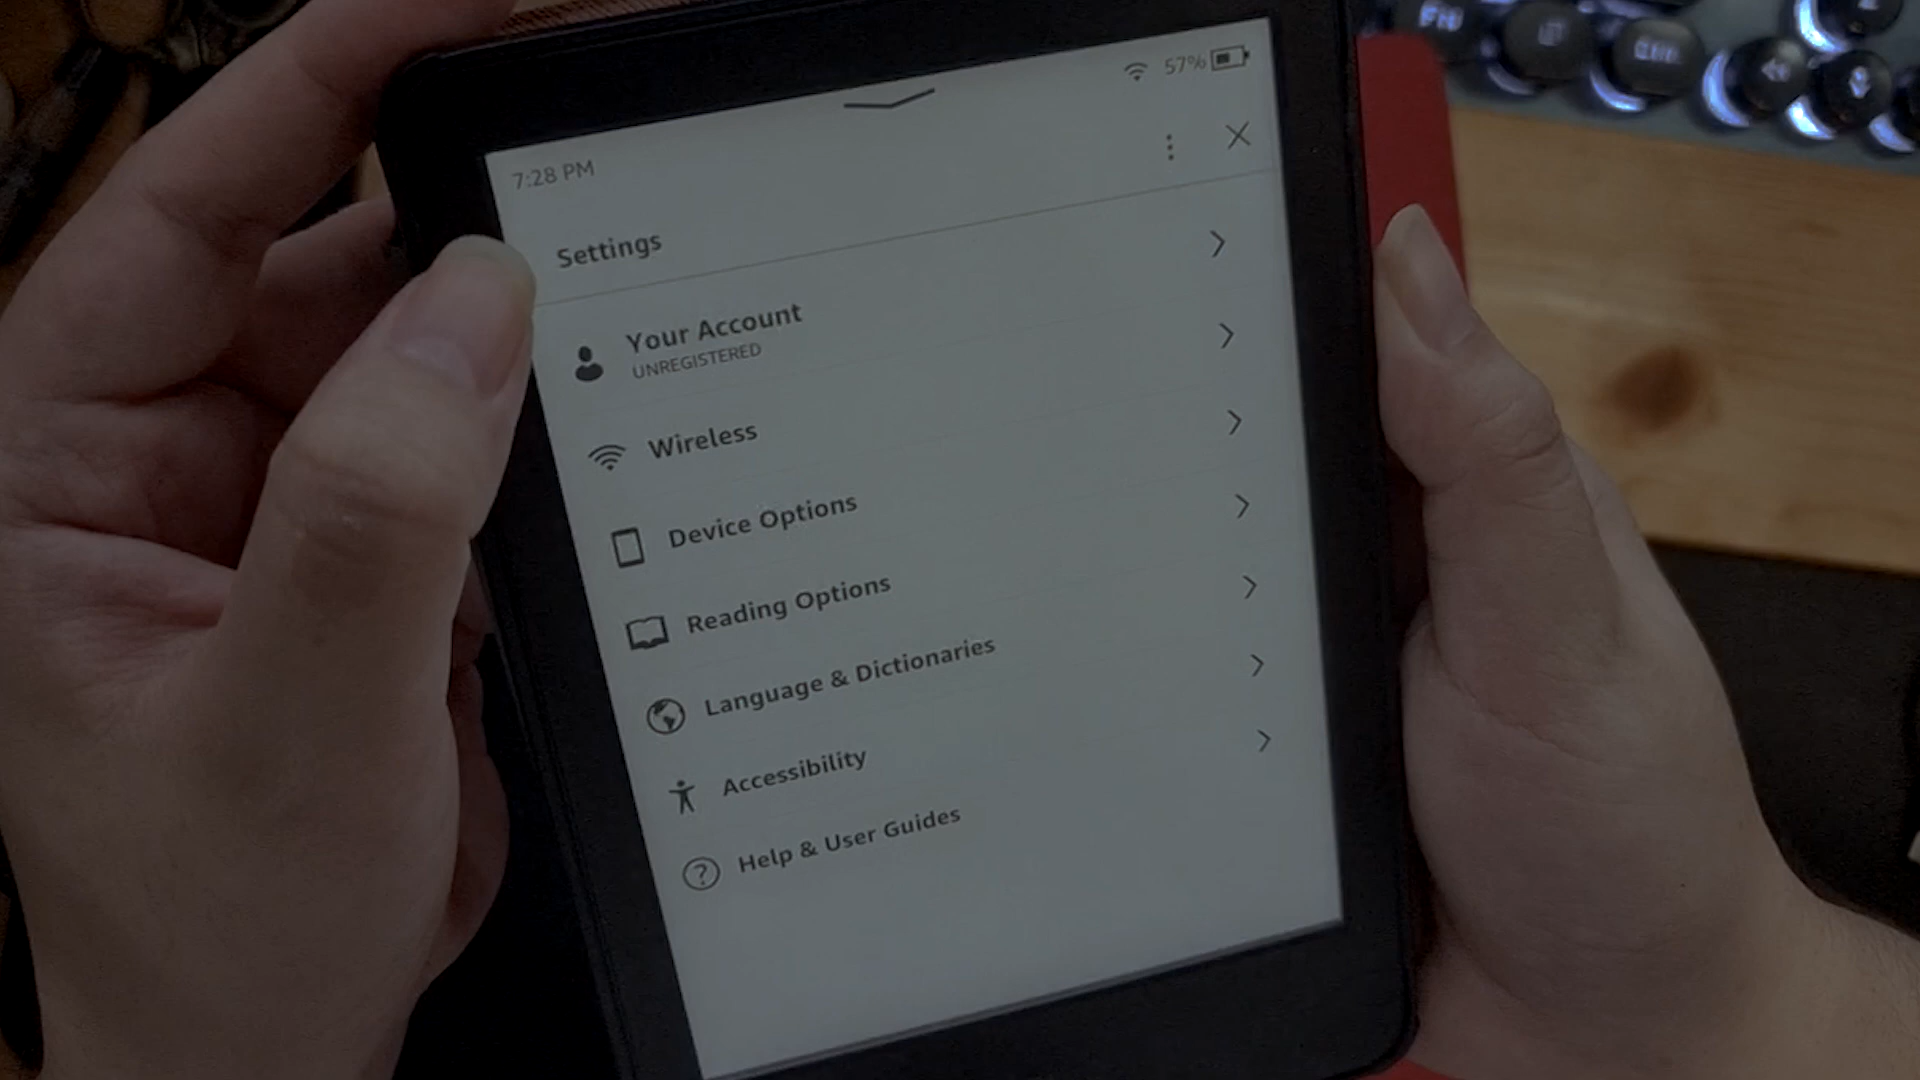 57%
7:28 PM
Settings
Your Account
UNREGISTERED
Wireless
Device Options
Reading Options
Language & Dictionaries
Accessibility
Help & User Guides